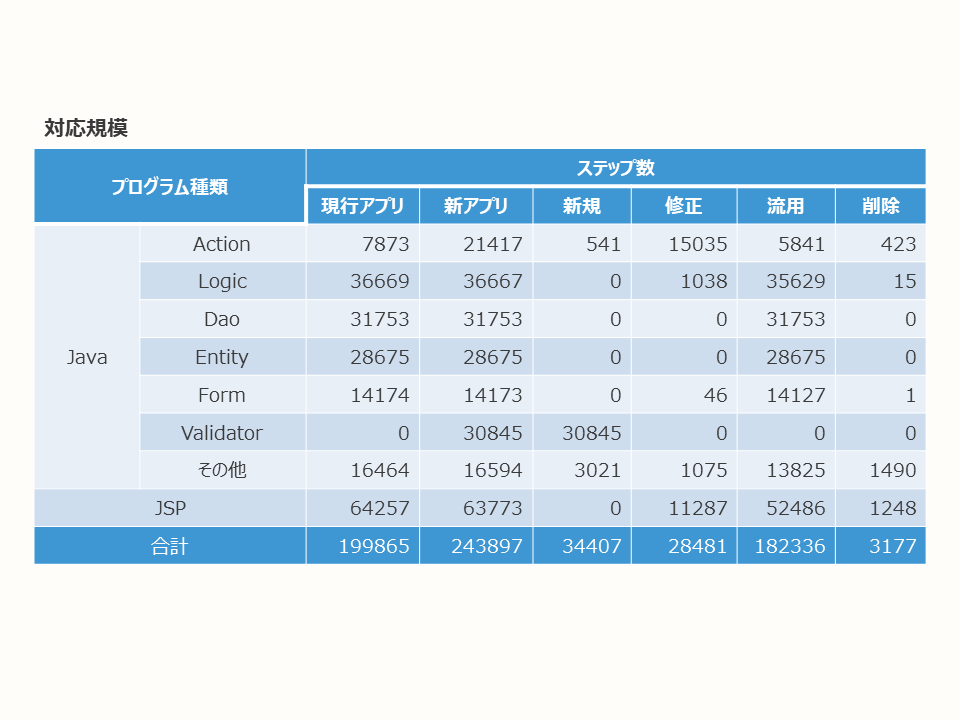 対応規模
プログラム種類 ステップ数
現行アプリ 新アプリ 新規 修正 流用 削除
Action 7873 21417 541 15035 5841 423
Logic 36669 36667 0 1038 35629 15
Dao 31753 31753 0 0 31753 0
Java Entity 28675 28675 0 0 28675 0
Form 14174 14173 0 46 14127 1
Validator 0 30845 30845 0 0 0
その他 16464 16594 3021 1075 13825 1490
JSP 64257 63773 0 11287 52486 1248
合計 199865 243897 34407 28481 182336 3177